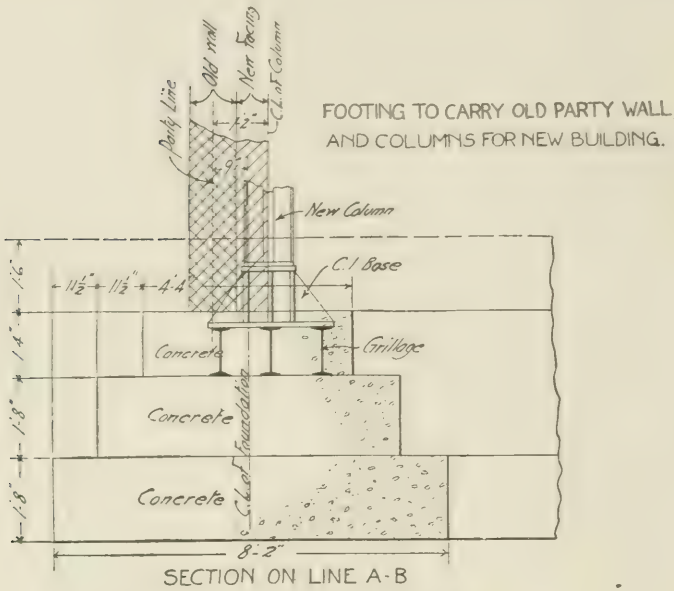 Party Line
Old wall
New Facing
C.L. of Column
1'-2"
9"
FOOTING TO CARRY OLD PARTY WALL
AND COLUMNS FOR NEW BUILDING.
New Column
C.I. Base
1'-6"
11½"
11½"
4'-4
1'-4"
Concrete
Grillage
1'-8"
Concrete
C.L. of Foundation
1'-8"
Concrete
8'-2"
SECTION ON LINE A-B